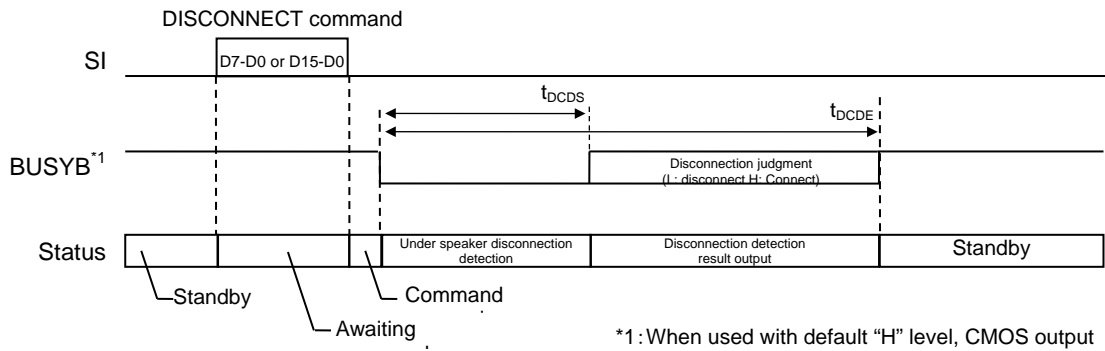 DISCONNECT command
SI
D7-D0 or D15-D0
tDCDS
tDCDE
BUSYB*1
Disconnection judgment
(L: disconnect H: Connect)
Status
Under speaker disconnection
detection
Disconnection detection
result output
Standby
Standby
Command
Awaiting
*1: When used with default “H” level, CMOS output